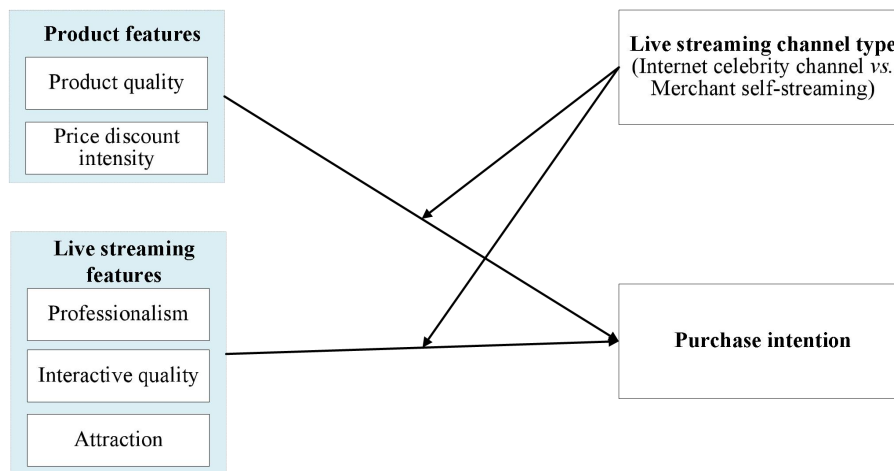 Product features
Product quality
Price discount
intensity
Live streaming
features
Professionalism
Interactive quality
Attraction
Live streaming channel type
(Internet celebrity channel vs.
Merchant self-streaming)
Purchase intention